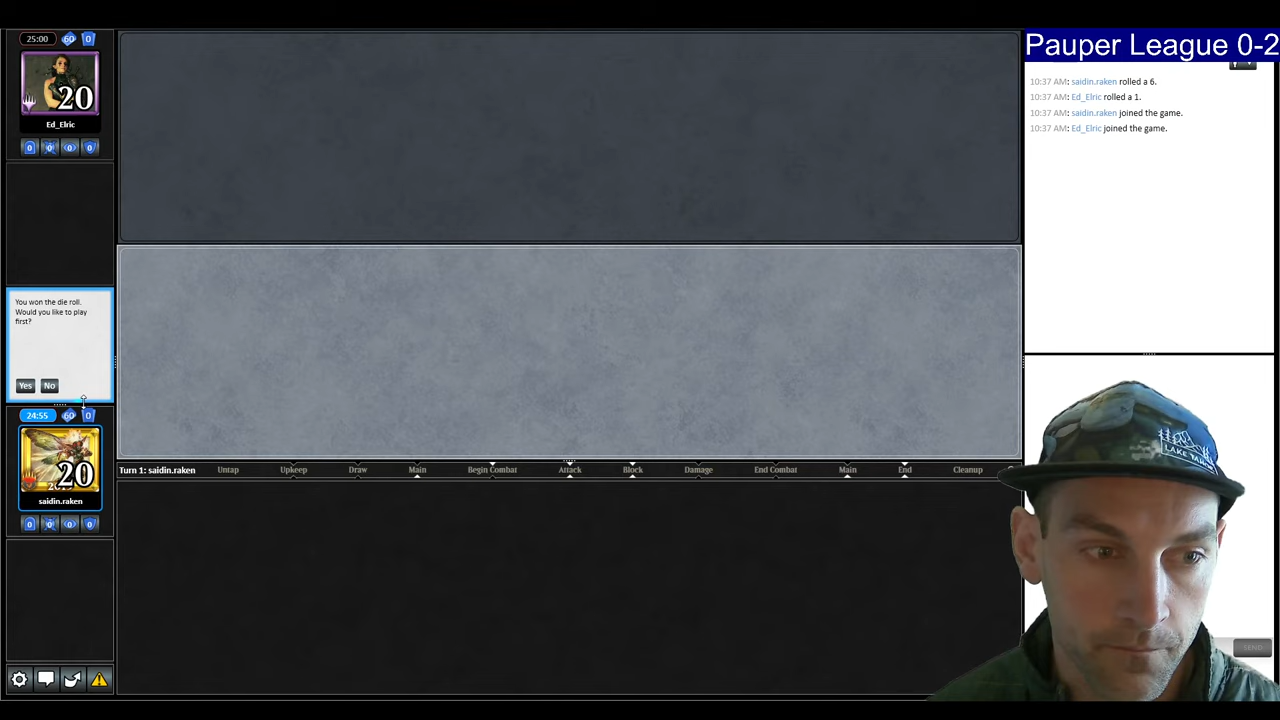 Pauper League 0-2
25:00 60 0
20
Ed_Elric
0 0 0 0
10:37 AM: saidin.raken rolled a 6.
10:37 AM: Ed_Elric rolled a 1.
10:37 AM: saidin.raken joined the game.
10:37 AM: Ed_Elric joined the game.
You won the die roll.
Would you like to play
first?
Yes No
24:55 60 0
20
saidin.raken
0 0 0 0
Turn 1: saidin.raken Untap Upkeep Draw Main Begin Combat Attack Block Damage End Combat Main End Cleanup
SEND